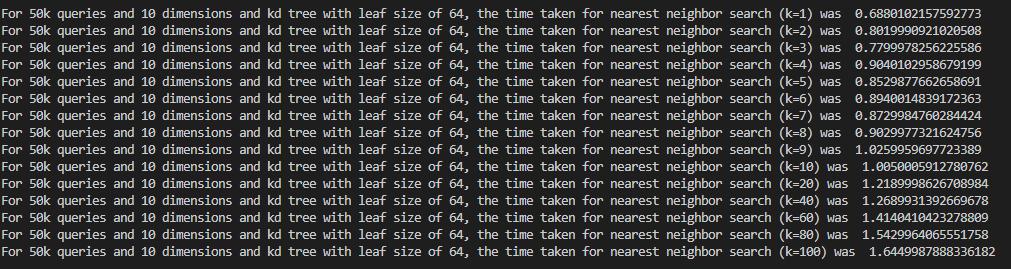 For 50k queries and 10 dimensions and kd tree with leaf size of 64, the time taken for nearest neighbor search (k=1) was  0.6880102157592773
For 50k queries and 10 dimensions and kd tree with leaf size of 64, the time taken for nearest neighbor search (k=2) was  0.8019990921020508
For 50k queries and 10 dimensions and kd tree with leaf size of 64, the time taken for nearest neighbor search (k=3) was  0.7799978256225586
For 50k queries and 10 dimensions and kd tree with leaf size of 64, the time taken for nearest neighbor search (k=4) was  0.9040102958679199
For 50k queries and 10 dimensions and kd tree with leaf size of 64, the time taken for nearest neighbor search (k=5) was  0.8529877662658691
For 50k queries and 10 dimensions and kd tree with leaf size of 64, the time taken for nearest neighbor search (k=6) was  0.8940014839172363
For 50k queries and 10 dimensions and kd tree with leaf size of 64, the time taken for nearest neighbor search (k=7) was  0.8729984760284424
For 50k queries and 10 dimensions and kd tree with leaf size of 64, the time taken for nearest neighbor search (k=8) was  0.9029977321624756
For 50k queries and 10 dimensions and kd tree with leaf size of 64, the time taken for nearest neighbor search (k=9) was  1.0259959697723389
For 50k queries and 10 dimensions and kd tree with leaf size of 64, the time taken for nearest neighbor search (k=10) was  1.0050005912780762
For 50k queries and 10 dimensions and kd tree with leaf size of 64, the time taken for nearest neighbor search (k=20) was  1.2189998626708984
For 50k queries and 10 dimensions and kd tree with leaf size of 64, the time taken for nearest neighbor search (k=40) was  1.2689931392669678
For 50k queries and 10 dimensions and kd tree with leaf size of 64, the time taken for nearest neighbor search (k=60) was  1.4140410423278809
For 50k queries and 10 dimensions and kd tree with leaf size of 64, the time taken for nearest neighbor search (k=80) was  1.5429964065551758
For 50k queries and 10 dimensions and kd tree with leaf size of 64, the time taken for nearest neighbor search (k=100) was  1.6449987888336182